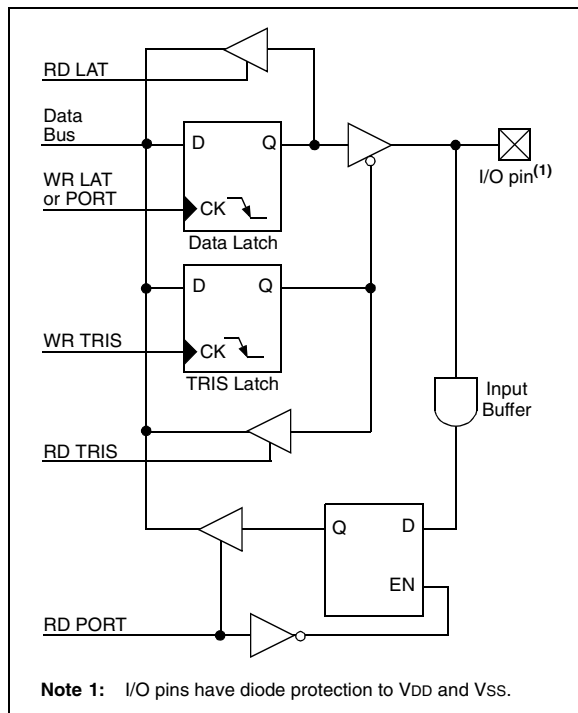 RD LAT
Data
Bus
D Q
WR LAT
or PORT
I/O pin(1)
CK
Data Latch
D Q
WR TRIS
CK
TRIS Latch
Input
Buffer
RD TRIS
Q D
EN
RD PORT
Note 1: I/O pins have diode protection to VDD and VSS.